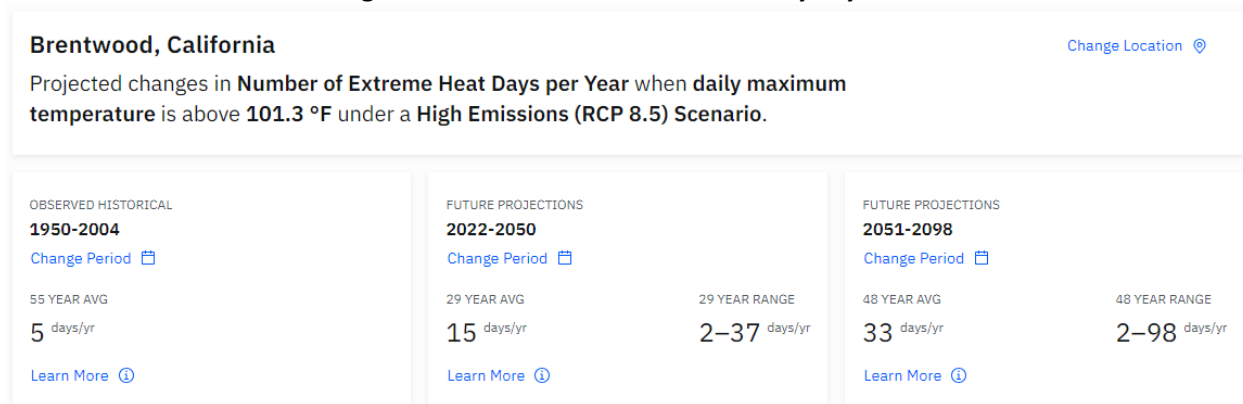 Brentwood, California
Change Location
Projected changes in Number of Extreme Heat Days per Year when daily maximum
temperature is above 101.3 °F under a High Emissions (RCP 8.5) Scenario.
OBSERVED HISTORICAL
1950-2004
Change Period
55 YEAR AVG
5 days/yr
Learn More
FUTURE PROJECTIONS
2022-2050
Change Period
29 YEAR AVG
15 days/yr
29 YEAR RANGE
2–37 days/yr
Learn More
FUTURE PROJECTIONS
2051-2098
Change Period
48 YEAR AVG
33 days/yr
48 YEAR RANGE
2–98 days/yr
Learn More